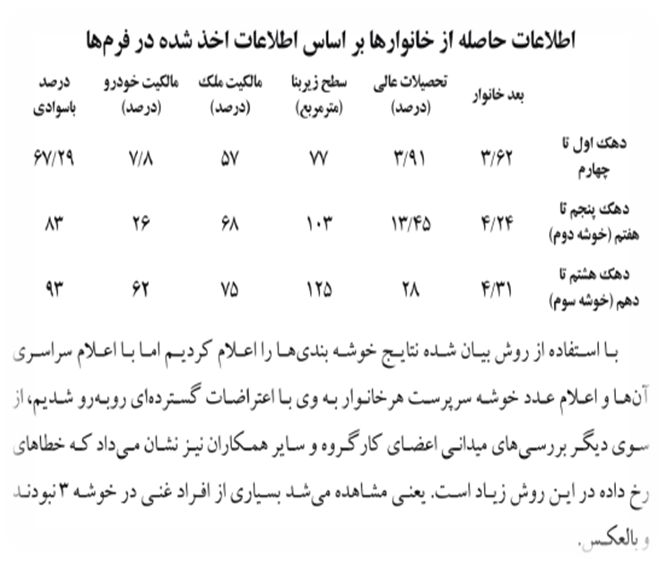 اطلاعات حاصله از خانوارها بر اساس اطلاعات اخذ شده در فرم‌ها
بعد خانوار	تحصیلات عالی (درصد)	سطح زیربنا (مترمربع)	مالکیت ملک (درصد)	مالکیت خودرو (درصد)	درصد باسوادی
دهک اول تا چهارم	۳/۶۲	۳/۹۱	۷۷	۵۷	۷/۸	۶۷/۲۹
دهک پنجم تا هفتم (خوشه دوم)	۴/۲۴	۱۳/۴۵	۱۰۳	۶۸	۲۶	۸۳
دهک هشتم تا دهم (خوشه سوم)	۴/۳۱	۲۸	۱۲۵	۷۵	۶۲	۹۳
با استفاده از روش بیان شده نتایج خوشه بندی‌ها را اعلام کردیم اما با اعلام سراسری
آن‌ها و اعلام عدد خوشه سرپرست هرخانوار به وی با اعتراضات گسترده‌ای روبه‌رو شدیم، از
سوی دیگر بررسی‌های میدانی اعضای کارگروه و سایر همکاران نیز نشان می‌داد که خطاهای
رخ داده در این روش زیاد است. یعنی مشاهده می‌شد بسیاری از افراد غنی در خوشه ۳ نبودند
و بالعکس.